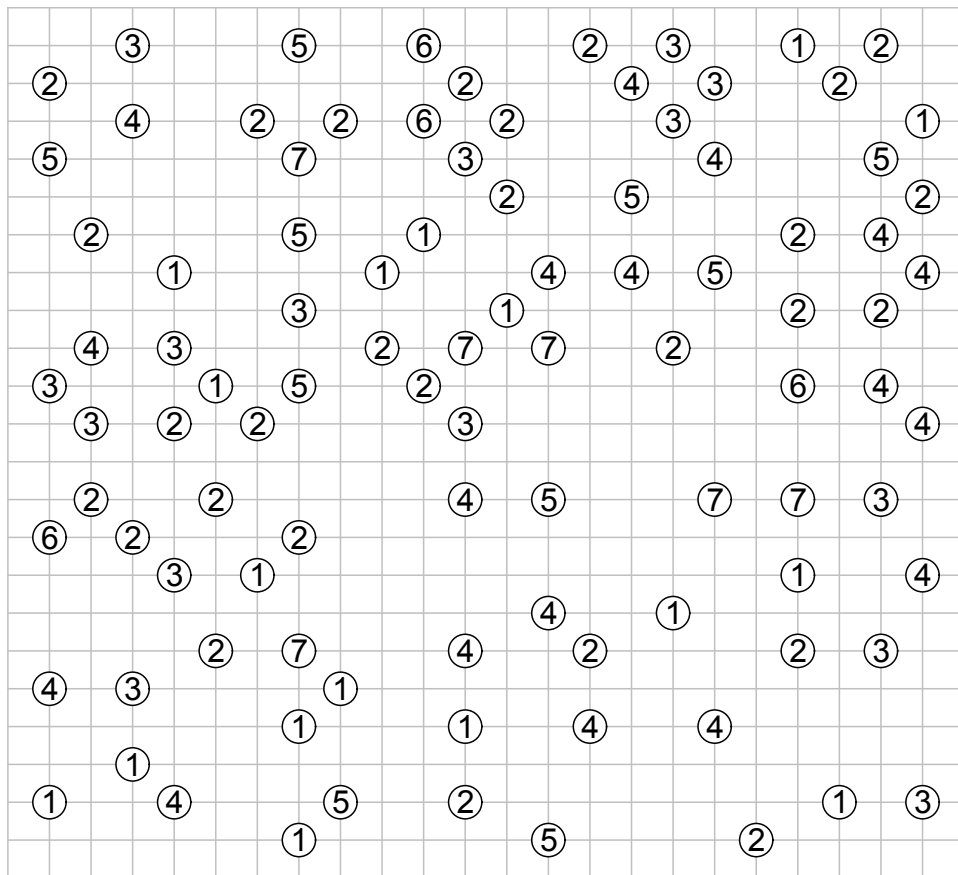 3 5 6 2 3 1 2
2 2 4 3 2
4 2 2 6 2 3 1
5 7 3 4 5
2 5 2
2 5 1 2 4
1 1 4 4 5 4
3 1 2 2
4 3 2 7 7 2
3 1 5 2 6 4
3 2 2 3 4
2 2 4 5 7 7 3
6 2 2
3 1 1 4
4 1
2 7 4 2 2 3
4 3 1
1 1 4 4
1
1 4 5 2 1 3
1 5 2